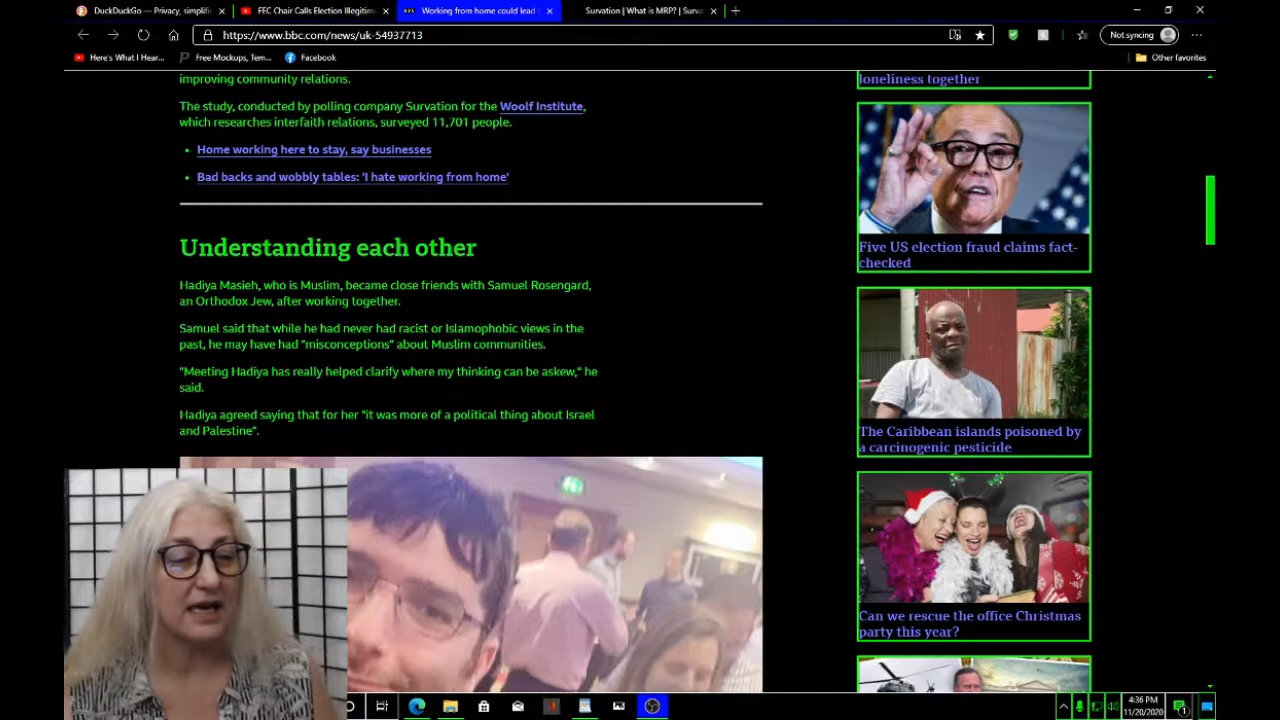 DuckDuckGo — Privacy, simplifi
FEC Chair Calls Election Illegitim
Working from home could lead
Survation | What is MRP? | Surv
https://www.bbc.com/news/uk-54937713
Not syncing
Here's What I Hear...
Free Mockups, Tem...
Facebook
Other favorites
improving community relations.
The study, conducted by polling company Survation for the Woolf Institute,
which researches interfaith relations, surveyed 11,701 people.
• Home working here to stay, say businesses
• Bad backs and wobbly tables: 'I hate working from home'
Understanding each other
Hadiya Masieh, who is Muslim, became close friends with Samuel Rosengard,
an Orthodox Jew, after working together.
Samuel said that while he had never had racist or Islamophobic views in the
past, he may have had "misconceptions" about Muslim communities.
"Meeting Hadiya has really helped clarify where my thinking can be askew," he
said.
Hadiya agreed saying that for her "it was more of a political thing about Israel
and Palestine".
loneliness together
Five US election fraud claims fact-
checked
The Caribbean islands poisoned by
a carcinogenic pesticide
Can we rescue the office Christmas
party this year?
4:36 PM
11/20/2020